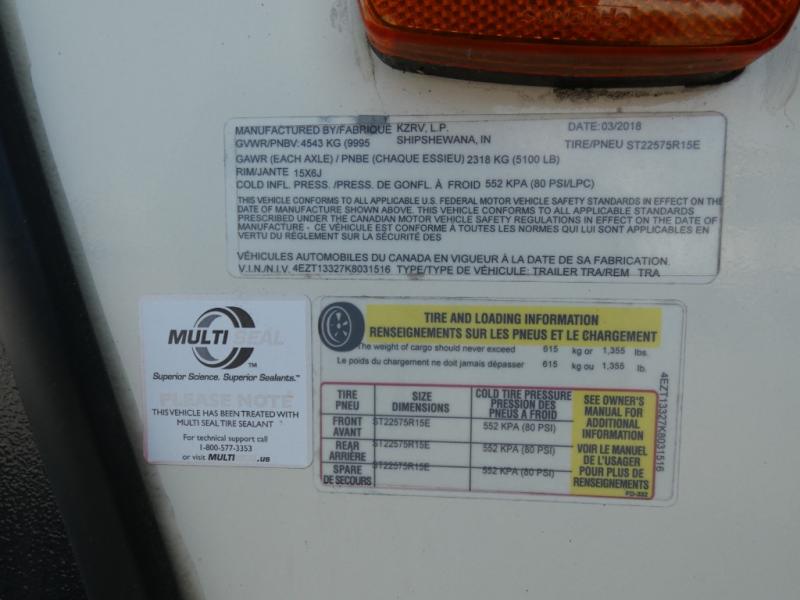 MANUFACTURED BY/FABRIQUE KZRV, L.P. DATE:03/2018
GVWR/PNBV: 4543 KG (9995 SHIPSHEWANA, IN TIRE/PNEU ST22575R15E
GAWR (EACH AXLE) / PNBE (CHAQUE ESSIEU) 2318 KG (5100 LB)
RIM/JANTE 15X6J
COLD INFL. PRESS. /PRESS. DE GONFL. À FROID 552 KPA (80 PSI/LPC)
THIS VEHICLE CONFORMS TO ALL APPLICABLE U.S. FEDERAL MOTOR VEHICLE SAFETY STANDARDS IN EFFECT ON THE
DATE OF MANUFACTURE SHOWN ABOVE. THIS VEHICLE CONFORMS TO ALL APPLICABLE STANDARDS
PRESCRIBED UNDER THE CANADIAN MOTOR VEHICLE SAFETY REGULATIONS IN EFFECT ON THE DATE OF
MANUFACTURE - CE VÉHICULE EST CONFORME A TOUTES LES NORMES QUI LUI SONT APPLICABLES EN
VERTU DU RÈGLEMENT SUR LA SÉCURITÉ DES
VÉHICULES AUTOMOBILES DU CANADA EN VIGUEUR À LA DATE DE SA FABRICATION.
V.I.N./N.I.V. 4EZT13327K8031516 TYPE/TYPE DE VÉHICULE: TRAILER TRA/REM TRA
MULTI SEAL
TM
Superior Science. Superior Sealants.™
PLEASE NOTE
THIS VEHICLE HAS BEEN TREATED WITH
MULTI SEAL TIRE SEALANT
For technical support call
1-800-577-3353
or visit MULTISEAL.us
TIRE AND LOADING INFORMATION
RENSEIGNEMENTS SUR LES PNEUS ET LE CHARGEMENT
The weight of cargo should never exceed 615 kg or 1,355 lbs.
Le poids du chargement ne doit jamais dépasser 615 kg ou 1,355 lb.
TIRE PNEU SIZE DIMENSIONS COLD TIRE PRESSURE PRESSION DES PNEUS A FROID
FRONT AVANT ST22575R15E 552 KPA (80 PSI)
REAR ARRIÈRE ST22575R15E 552 KPA (80 PSI)
SPARE DE SECOURS ST22575R15E 552 KPA (80 PSI)
SEE OWNER'S
MANUAL FOR
ADDITIONAL
INFORMATION
VOIR LE MANUEL
DE L'USAGER
POUR PLUS DE
RENSEIGNEMENTS
PD-332
4EZT13327K8031516